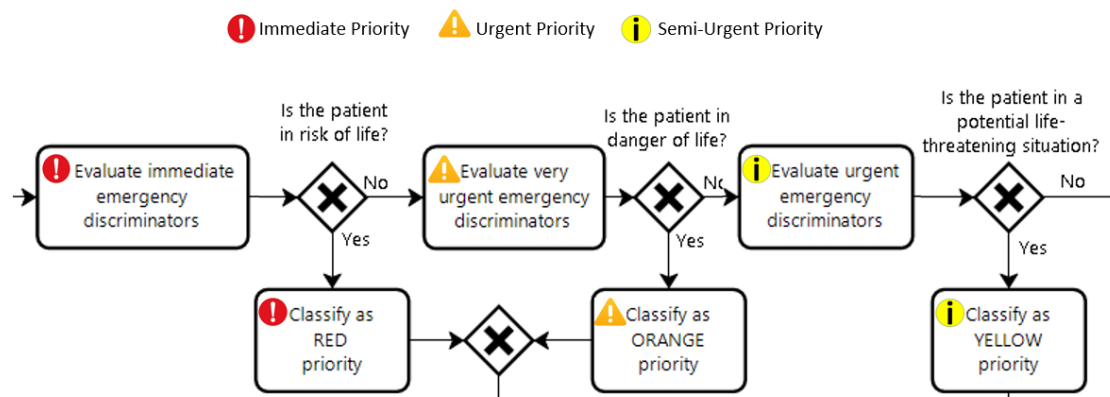 Immediate Priority
Urgent Priority
Semi-Urgent Priority
Is the patient
in risk of life?
Is the patient in
danger of life?
Is the patient in a
potential life-
threatening situation?
Evaluate immediate
emergency
discriminators
No
Yes
Evaluate very
urgent emergency
discriminators
No
Yes
Evaluate urgent
emergency
discriminators
No
Yes
Classify as
RED
priority
Classify as
ORANGE
priority
Classify as
YELLOW
priority